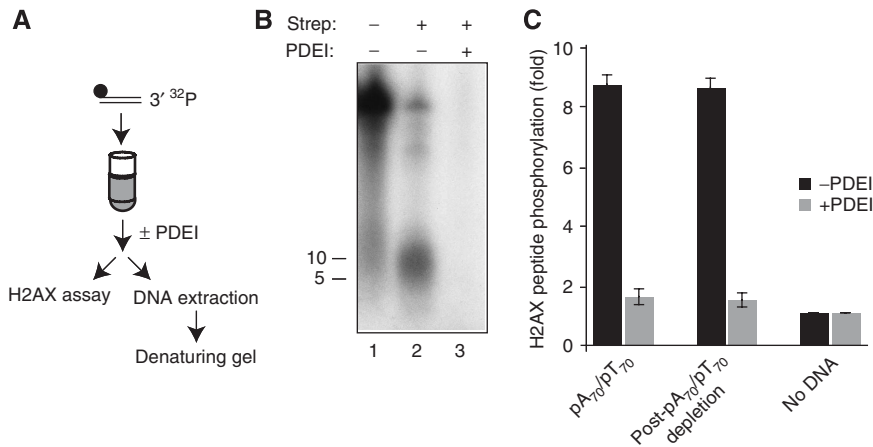 A
3′ ³²P
± PDEI
H2AX assay
DNA extraction
Denaturing gel
B
Strep: – + +
PDEI: – – +
10 –
5 –
1 2 3
C
H2AX peptide phosphorylation (fold)
10
8
6
4
2
0
–PDEI
+PDEI
pA₇₀/pT₇₀
Post-pA₇₀/pT₇₀
depletion
No DNA